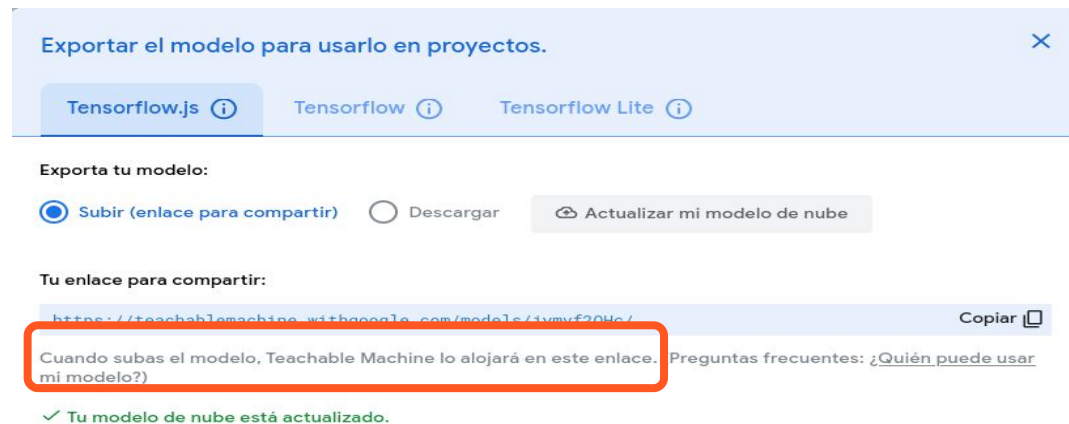 Exportar el modelo para usarlo en proyectos.
Tensorflow.js Tensorflow Tensorflow Lite
Exporta tu modelo:
Subir (enlace para compartir) Descargar Actualizar mi modelo de nube
Tu enlace para compartir:
Copiar
Cuando subas el modelo, Teachable Machine lo alojará en este enlace. Preguntas frecuentes: ¿Quién puede usar
mi modelo?)
Tu modelo de nube está actualizado.